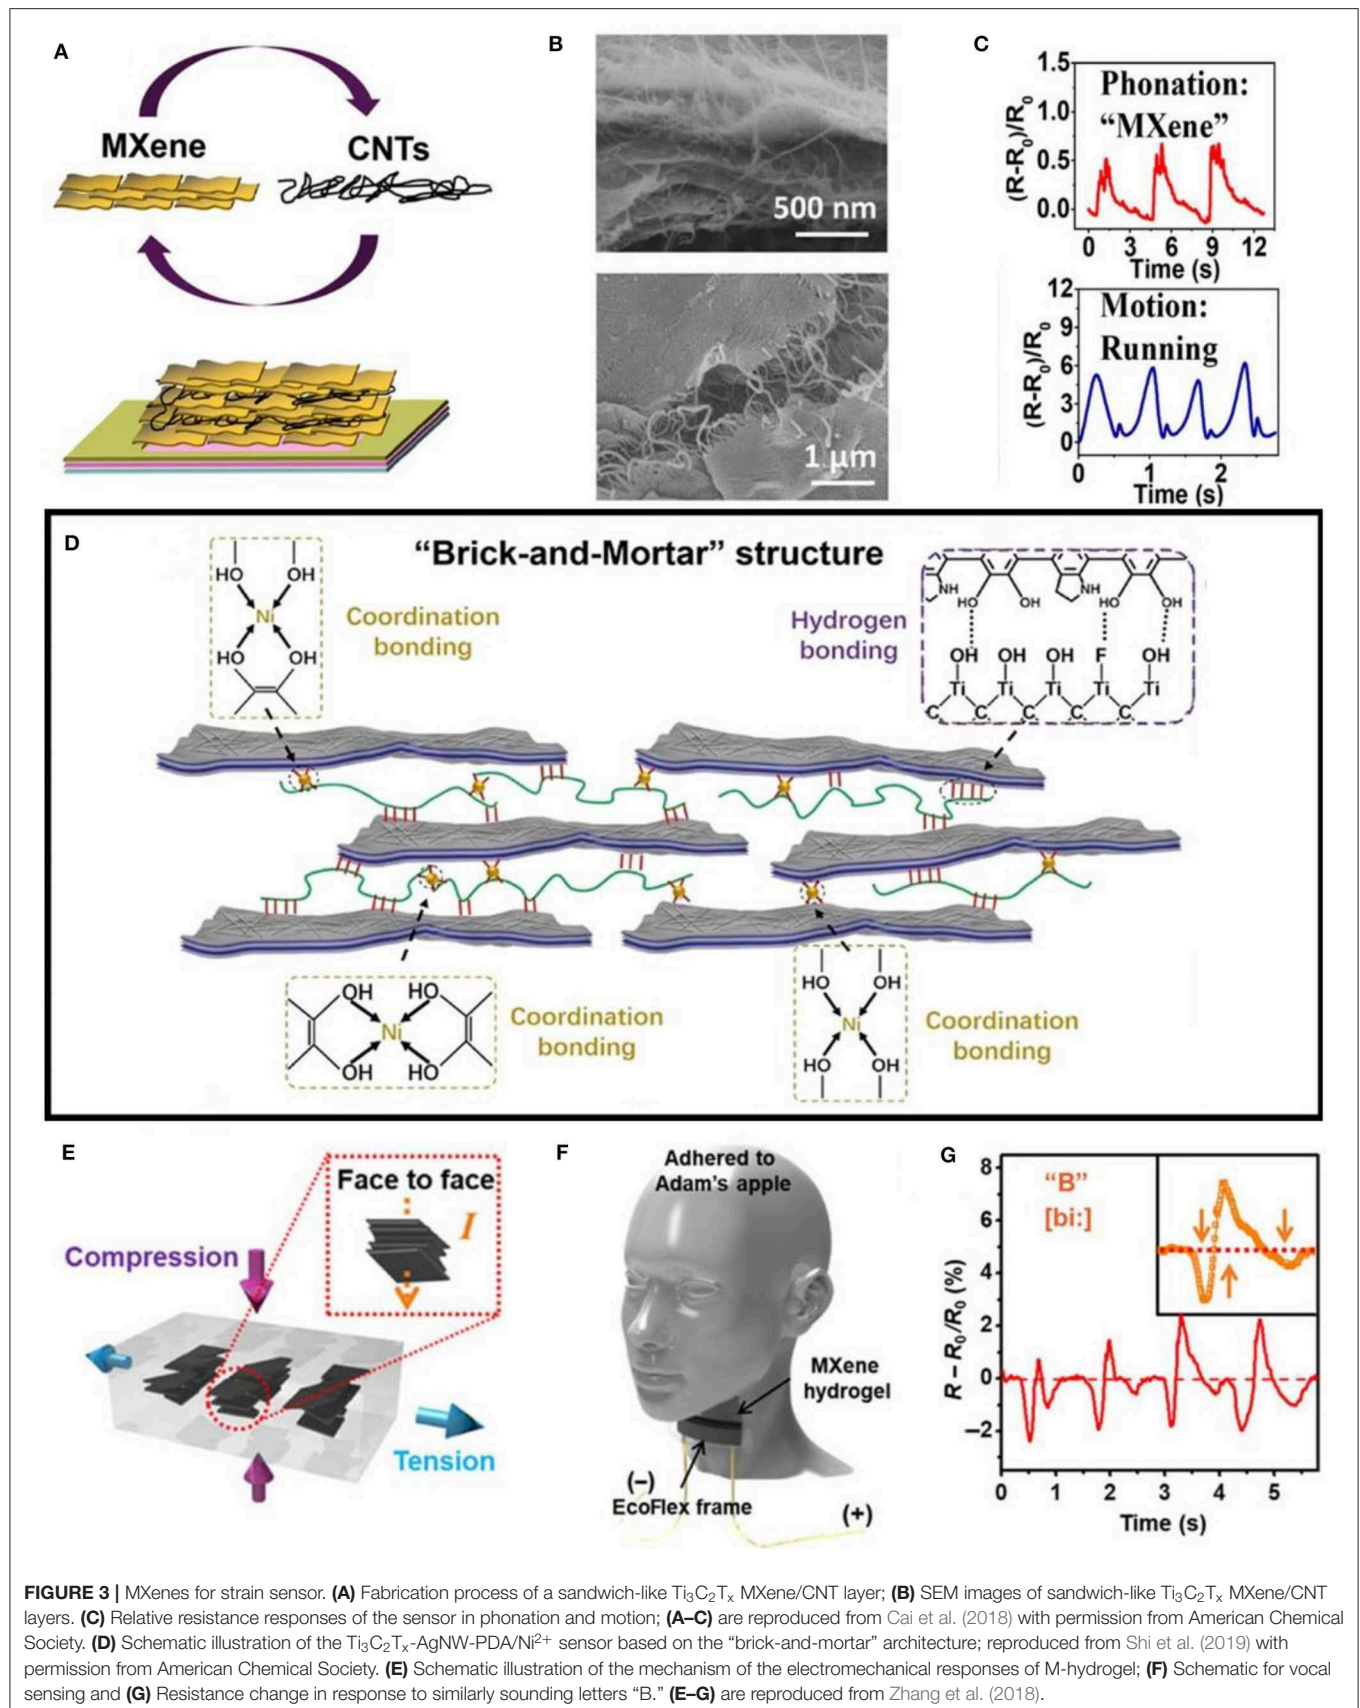 A
MXene
CNTs
B
500 nm
1 μm
C
(R-R₀)/R₀
1.5
1.0
0.5
0.0
Phonation:
“MXene”
0 3 6 9 12
Time (s)
(R-R₀)/R₀
12
9
6
3
0
Motion:
Running
0 1 2
Time (s)
D
“Brick-and-Mortar” structure
HO OH
Ni
HO OH
Coordination
bonding
Hydrogen
bonding
NH HO OH NH HO OH
OH OH OH F OH
Ti Ti Ti Ti Ti
C C C C C
OH HO
Ni
OH HO
Coordination
bonding
HO OH
Ni
HO OH
Coordination
bonding
E
Face to face
I
Compression
Tension
F
Adhered to
Adam’s apple
MXene
hydrogel
(–)
EcoFlex frame
(+)
G
R – R₀/R₀ (%)
8
6
4
2
0
–2
“B”
[bi:]
0 1 2 3 4 5
Time (s)
FIGURE 3 | MXenes for strain sensor. (A) Fabrication process of a sandwich-like Ti₃C₂Tₓ MXene/CNT layer; (B) SEM images of sandwich-like Ti₃C₂Tₓ MXene/CNT
layers. (C) Relative resistance responses of the sensor in phonation and motion; (A–C) are reproduced from Cai et al. (2018) with permission from American Chemical
Society. (D) Schematic illustration of the Ti₃C₂Tₓ-AgNW-PDA/Ni²⁺ sensor based on the “brick-and-mortar” architecture; reproduced from Shi et al. (2019) with
permission from American Chemical Society. (E) Schematic illustration of the mechanism of the electromechanical responses of M-hydrogel; (F) Schematic for vocal
sensing and (G) Resistance change in response to similarly sounding letters “B.” (E–G) are reproduced from Zhang et al. (2018).